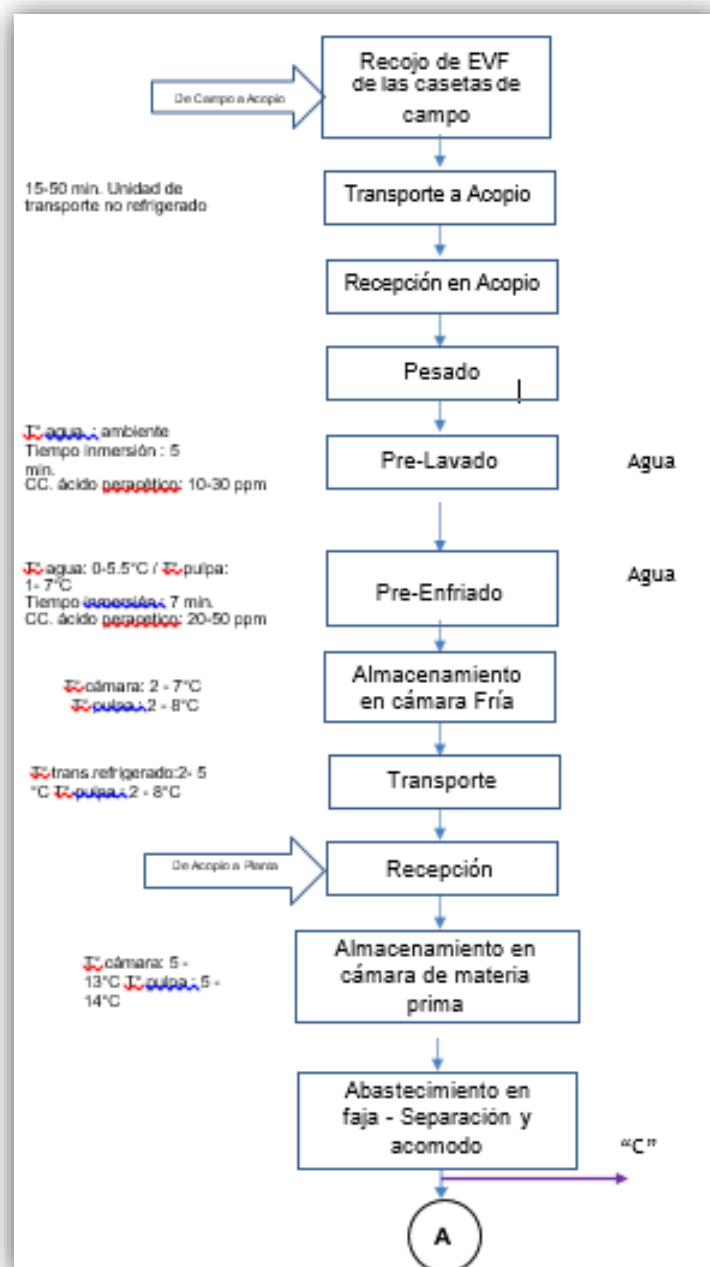 Recojo de EVF
de las casetas de
campo
De Campo a Acopio
15-50 min. Unidad de
transporte no refrigerado
Transporte a Acopio
Recepción en Acopio
Pesado
T° agua : ambiente
Tiempo inmersión : 5
min.
CC. ácido peracético: 10-30 ppm
Pre-Lavado
Agua
T° agua: 0-5.5°C / T° pulpa:
1- 7°C
Tiempo inmersión : 7 min.
CC. ácido peracético: 20-50 ppm
Pre-Enfriado
Agua
T° cámara: 2 - 7°C
T° pulpa : 2 - 8°C
Almacenamiento
en cámara Fría
T° trans.refrigerado:2- 5
°C T° pulpa : 2 - 8°C
Transporte
De Acopio a Planta
Recepción
T° cámara: 5 -
13°C T° pulpa : 5 -
14°C
Almacenamiento en
cámara de materia
prima
Abastecimiento en
faja - Separación y
acomodo
“C”
A